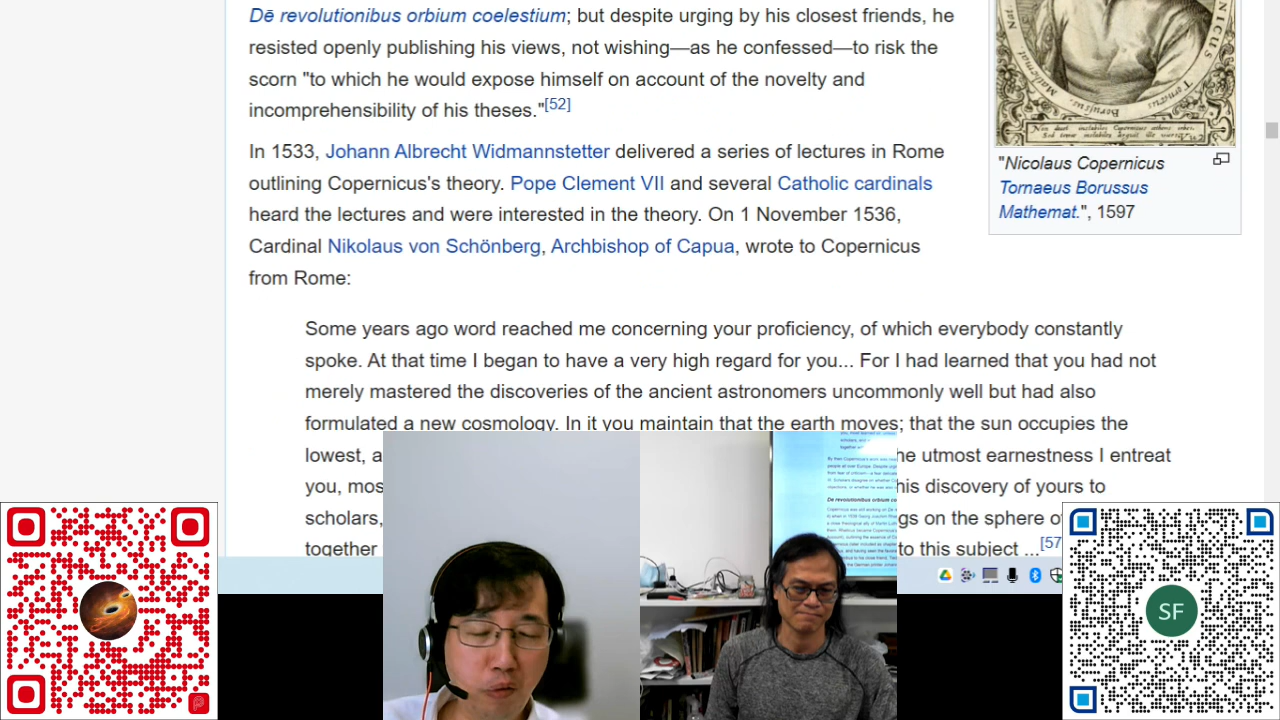 Dē revolutionibus orbium coelestium; but despite urging by his closest friends, he
resisted openly publishing his views, not wishing—as he confessed—to risk the
scorn "to which he would expose himself on account of the novelty and
incomprehensibility of his theses."[52]
In 1533, Johann Albrecht Widmannstetter delivered a series of lectures in Rome
outlining Copernicus's theory. Pope Clement VII and several Catholic cardinals
heard the lectures and were interested in the theory. On 1 November 1536,
Cardinal Nikolaus von Schönberg, Archbishop of Capua, wrote to Copernicus
from Rome:
Some years ago word reached me concerning your proficiency, of which everybody constantly
spoke. At that time I began to have a very high regard for you... For I had learned that you had not
merely mastered the discoveries of the ancient astronomers uncommonly well but had also
formulated a new cosmology. In it you maintain that the earth moves; that the sun occupies the
lowest, a he utmost earnestness I entreat
you, mos his discovery of yours to
scholars, gs on the sphere o
together to this subject ...[57
"Nicolaus Copernicus
Tornaeus Borussus
Mathemat.", 1597
De revolutionibus orbium co
SF